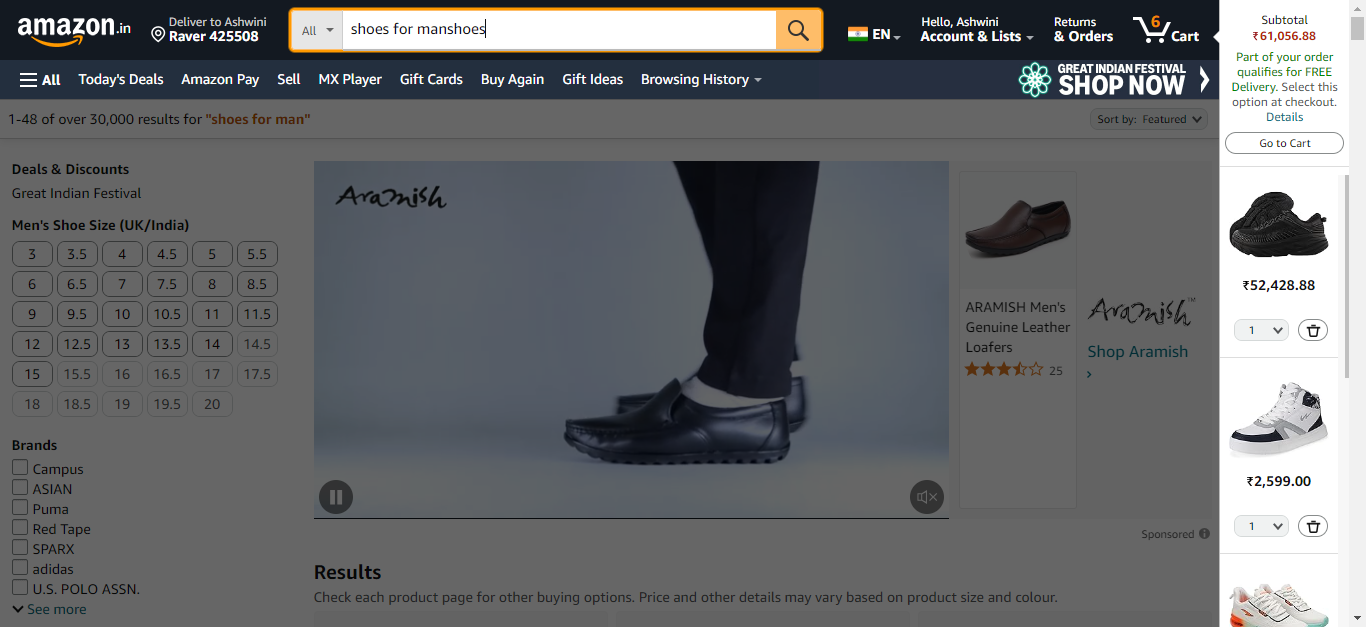 amazon.in
Deliver to Ashwini
Raver 425508
All
shoes for manshoes
EN
Hello, Ashwini
Account & Lists
Returns
& Orders
6
Cart
All
Today's Deals
Amazon Pay
Sell
MX Player
Gift Cards
Buy Again
Gift Ideas
Browsing History
GREAT INDIAN FESTIVAL
SHOP NOW
1-48 of over 30,000 results for "shoes for man"
Sort by: Featured
Deals & Discounts
Great Indian Festival
Men's Shoe Size (UK/India)
3 3.5 4 4.5 5 5.5
6 6.5 7 7.5 8 8.5
9 9.5 10 10.5 11 11.5
12 12.5 13 13.5 14 14.5
15 15.5 16 16.5 17 17.5
18 18.5 19 19.5 20
Brands
Campus
ASIAN
Puma
Red Tape
SPARX
adidas
U.S. POLO ASSN.
See more
Aramish
ARAMISH Men's
Genuine Leather
Loafers
25
Aramish™
Shop Aramish
›
Sponsored
Results
Check each product page for other buying options. Price and other details may vary based on product size and colour.
Subtotal
₹61,056.88
Part of your order
qualifies for FREE
Delivery. Select this
option at checkout.
Details
Go to Cart
₹52,428.88
1
₹2,599.00
1